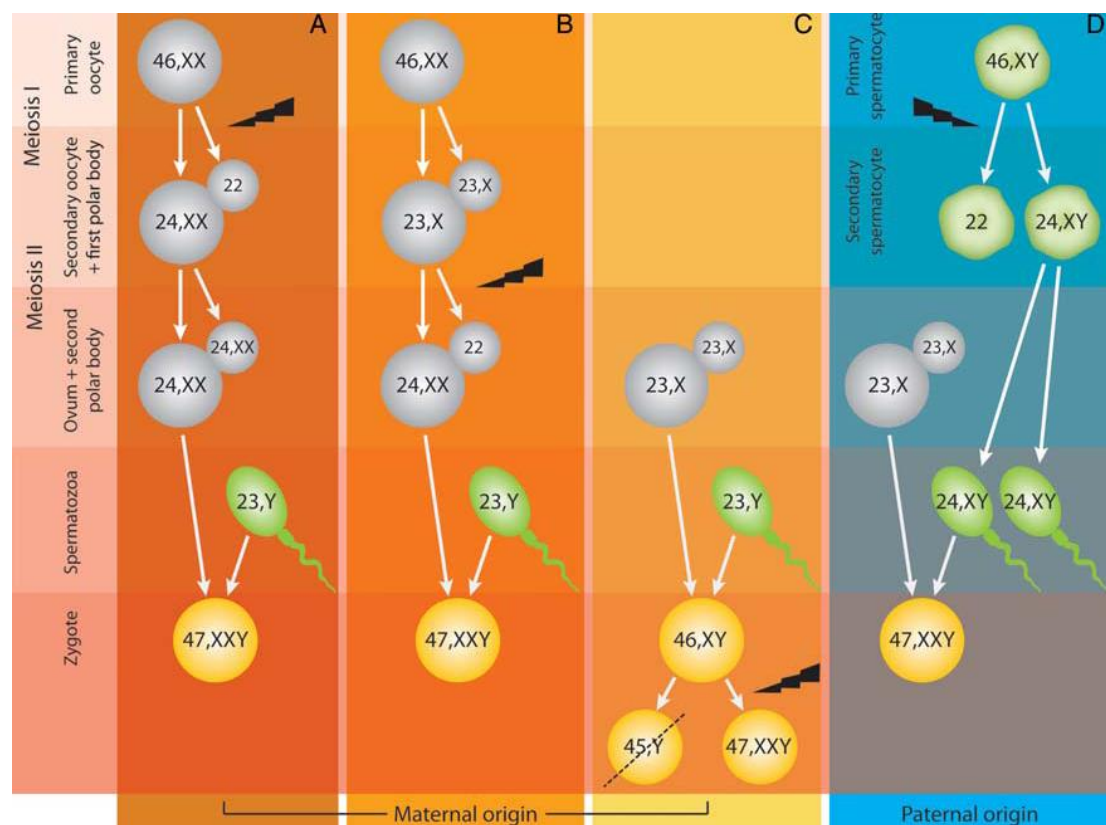 A
B
C
D
Meiosis I
Meiosis II
Primary
oocyte
Secondary oocyte
+ first polar body
Ovum + second
polar body
Spermatozoa
Zygote
46,XX
22
24,XX
24,XX
24,XX
23,Y
47,XXY
46,XX
23,X
23,X
22
24,XX
23,Y
47,XXY
23,X
23,X
23,Y
46,XY
45,Y
47,XXY
Primary
spermatocyte
Secondary
spermatocyte
46,XY
22
24,XY
23,X
23,X
24,XY
24,XY
47,XXY
Maternal origin
Paternal origin